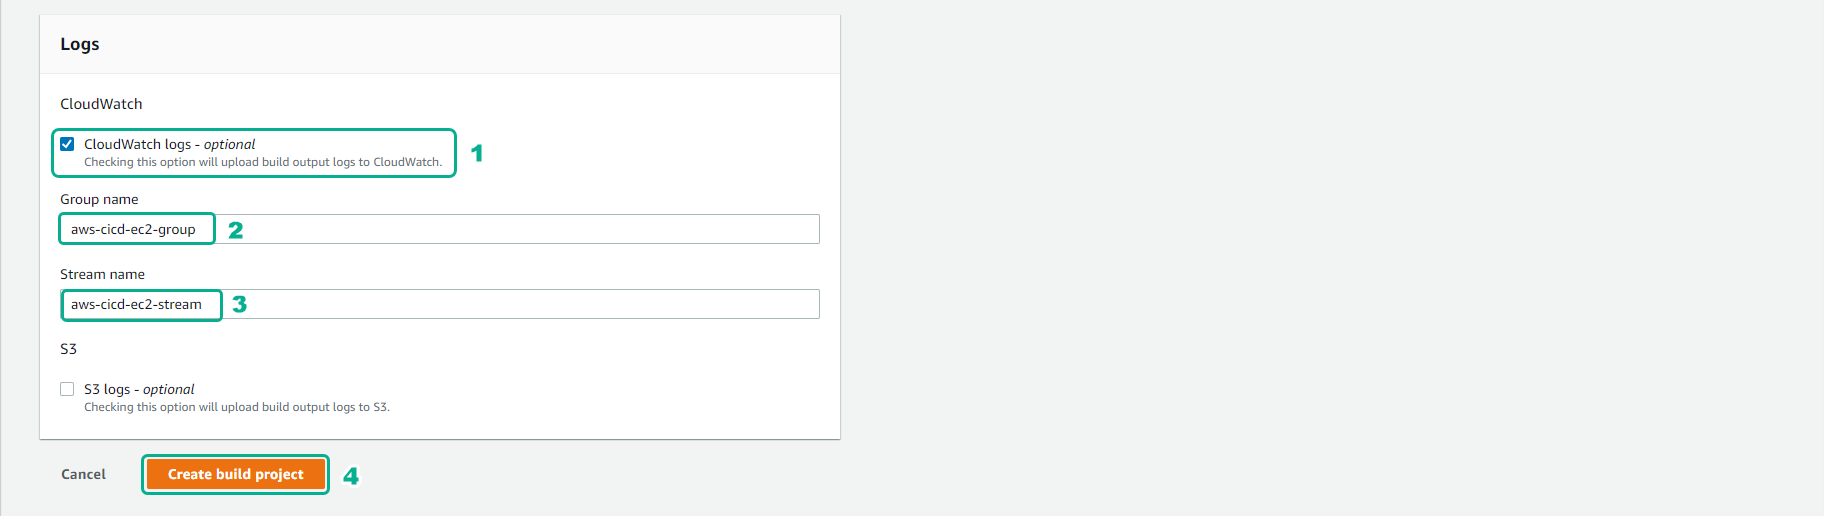 Logs
CloudWatch
CloudWatch logs - optional
Checking this option will upload build output logs to CloudWatch.
1
Group name
aws-cicd-ec2-group
2
Stream name
aws-cicd-ec2-stream
3
S3
S3 logs - optional
Checking this option will upload build output logs to S3.
Cancel
Create build project
4